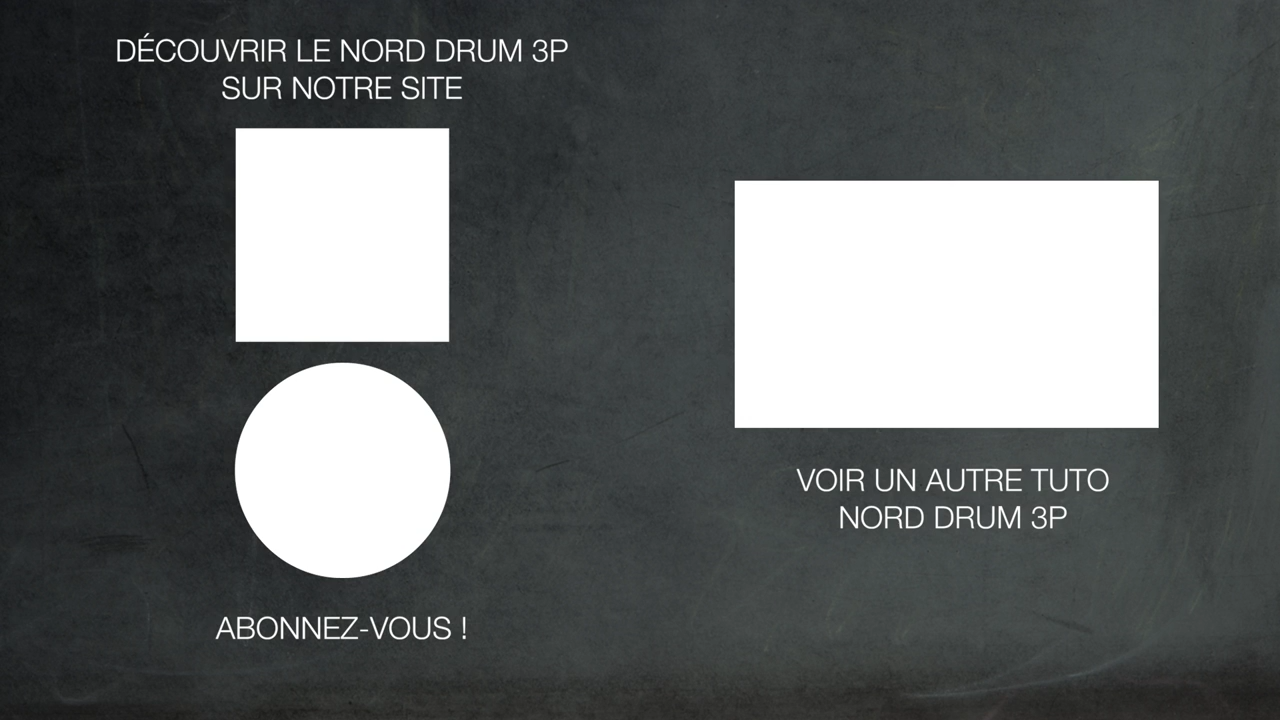 DÉCOUVRIR LE NORD DRUM 3P
SUR NOTRE SITE
ABONNEZ-VOUS !
VOIR UN AUTRE TUTO
NORD DRUM 3P